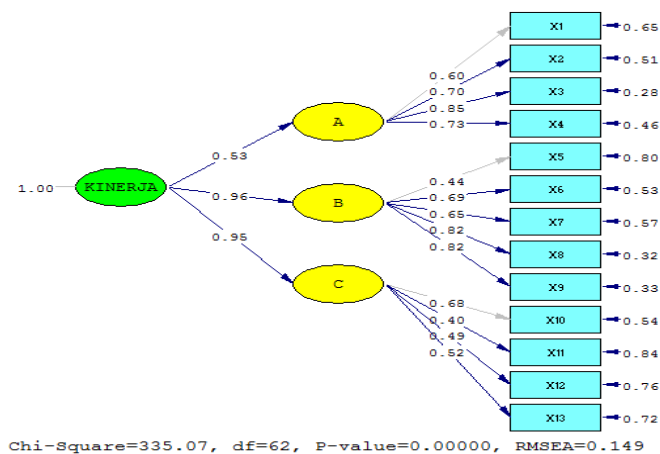 X1
0.65
X2
0.51
0.60
0.70
X3
0.28
0.85
A
0.73
X4
0.46
0.53
X5
0.80
0.44
1.00
KINERJA
0.69
X6
0.53
0.96
B
0.65
X7
0.57
0.82
0.95
0.82
X8
0.32
X9
0.33
C
0.68
X10
0.54
0.40
0.49
X11
0.84
0.52
X12
0.76
X13
0.72
Chi-Square=335.07, df=62, P-value=0.00000, RMSEA=0.149